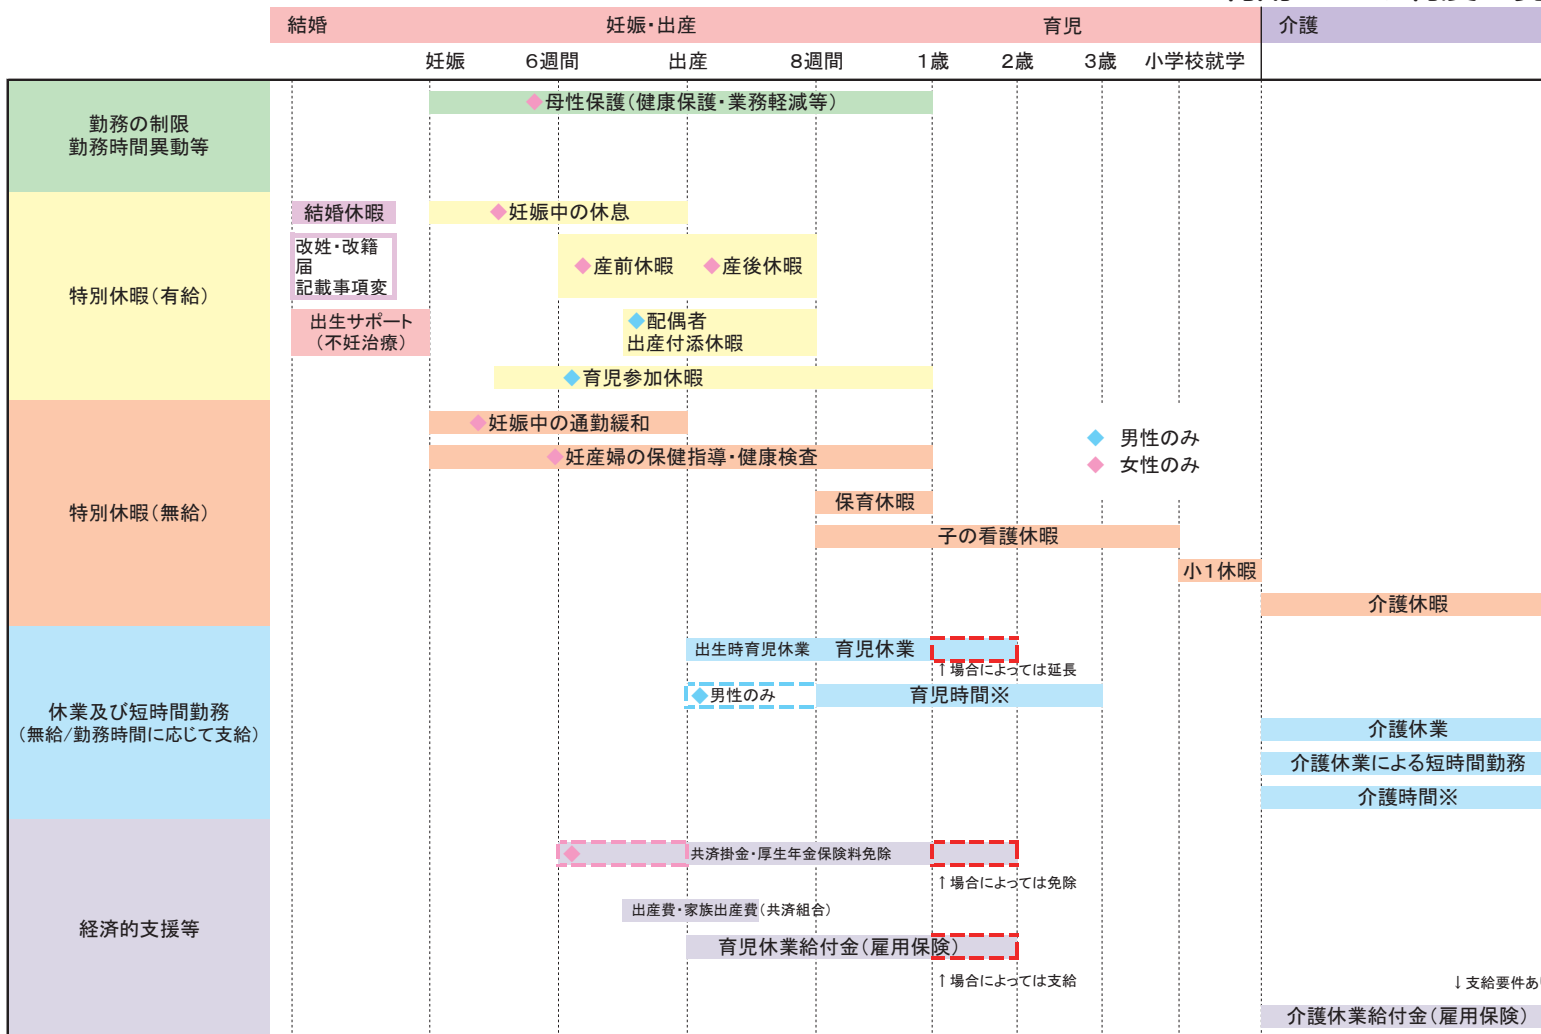 結婚
妊娠・出産
育児
介護
妊娠
6週間
出産
8週間
1歳
2歳
3歳
小学校就学
勤務の制限
勤務時間異動等
◆母性保護(健康保護・業務軽減等)
特別休暇(有給)
結婚休暇
◆妊娠中の休息
改姓・改籍
届
記載事項変
◆産前休暇
◆産後休暇
出生サポート
(不妊治療)
◆配偶者
出産付添休暇
◆育児参加休暇
特別休暇(無給)
◆妊娠中の通勤緩和
◆妊産婦の保健指導・健康検査
◆ 男性のみ
◆ 女性のみ
保育休暇
子の看護休暇
小1休暇
介護休暇
休業及び短時間勤務
(無給/勤務時間に応じて支給)
出生時育児休業
育児休業
↑場合によっては延長
◆男性のみ
育児時間※
介護休業
介護休業による短時間勤務
介護時間※
経済的支援等
◆
共済掛金・厚生年金保険料免除
↑場合によっては免除
出産費・家族出産費(共済組合)
育児休業給付金(雇用保険)
↑場合によっては支給
↓支給要件あ
介護休業給付金(雇用保険)